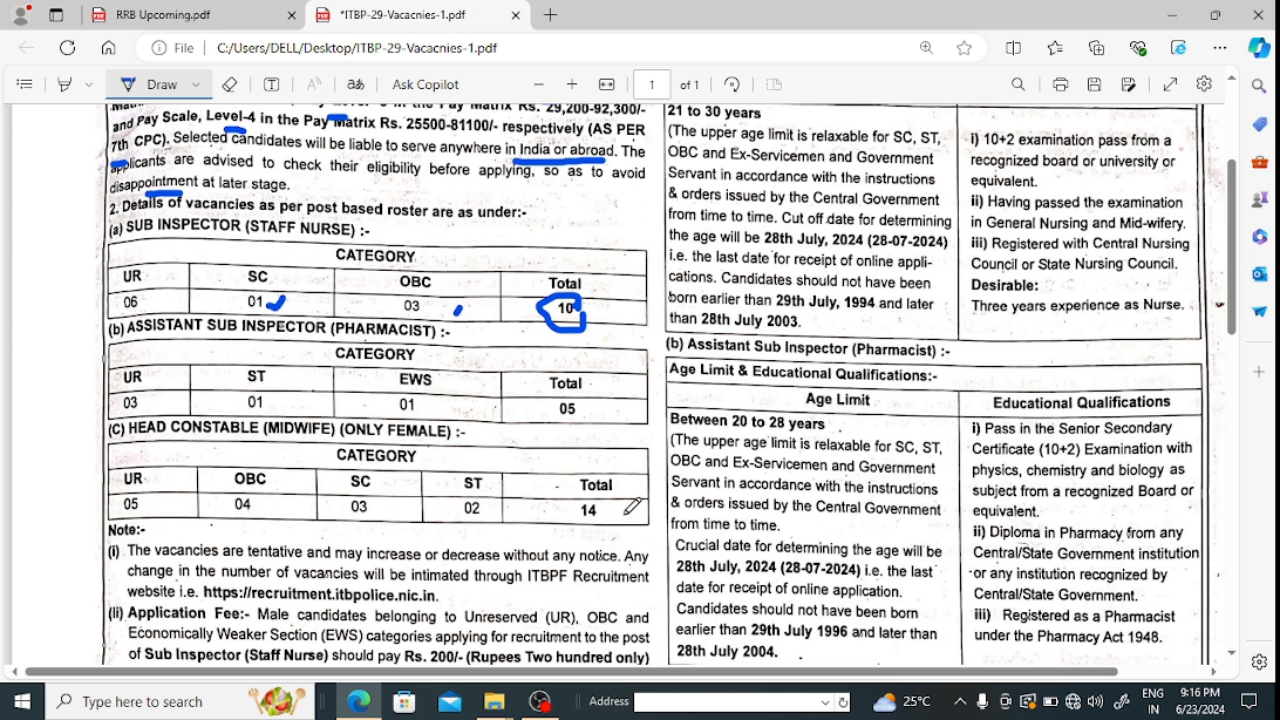 RRB Upcoming.pdf
*ITBP-29-Vacacnies-1.pdf
File
C:/Users/DELL/Desktop/ITBP-29-Vacacnies-1.pdf
Draw
Ask Copilot
1
of 1
in the Pay Matrix Rs. 29,200-92,300/-
and Pay Scale, Level-4 in the Pay Matrix Rs. 25500-81100/- respectively (AS PER
7th CPC). Selected candidates will be liable to serve anywhere in India or abroad. The
applicants are advised to check their eligibility before applying, so as to avoid
disappointment at later stage.
2. Details of vacancies as per post based roster are as under:-
(a) SUB INSPECTOR (STAFF NURSE) :-
CATEGORY
UR SC OBC Total
06 01 03 10
(b) ASSISTANT SUB INSPECTOR (PHARMACIST) :-
CATEGORY
UR ST EWS Total
03 01 01 05
(C) HEAD CONSTABLE (MIDWIFE) (ONLY FEMALE) :-
CATEGORY
UR OBC SC ST Total
05 04 03 02 14
Note:-
(i) The vacancies are tentative and may increase or decrease without any notice. Any
change in the number of vacancies will be intimated through ITBPF Recruitment
website i.e. https://recruitment.itbpolice.nic.in.
(ii) Application Fee:- Male candidates belonging to Unreserved (UR), OBC and
Economically Weaker Section (EWS) categories applying for recruitment to the post
of Sub Inspector (Staff Nurse) should pay Rs. 200/- (Rupees Two hundred only)
21 to 30 years
(The upper age limit is relaxable for SC, ST,
OBC and Ex-Servicemen and Government
Servant in accordance with the instructions
& orders issued by the Central Government
from time to time. Cut off date for determining
the age will be 28th July, 2024 (28-07-2024)
i.e. the last date for receipt of online appli-
cations. Candidates should not have been
born earlier than 29th July, 1994 and later
than 28th July 2003.
i) 10+2 examination pass from a
recognized board or university or
equivalent.
ii) Having passed the examination
in General Nursing and Mid-wifery.
iii) Registered with Central Nursing
Council or State Nursing Council.
Desirable:
Three years experience as Nurse.
(b) Assistant Sub Inspector (Pharmacist) :-
Age Limit & Educational Qualifications:-
Age Limit
Educational Qualifications
Between 20 to 28 years
(The upper age limit is relaxable for SC, ST,
OBC and Ex-Servicemen and Government
Servant in accordance with the instructions
& orders issued by the Central Government
from time to time.
Crucial date for determining the age will be
28th July, 2024 (28-07-2024) i.e. the last
date for receipt of online application.
Candidates should not have been born
earlier than 29th July 1996 and later than
28th July 2004.
i) Pass in the Senior Secondary
Certificate (10+2) Examination with
physics, chemistry and biology as
subject from a recognized Board or
equivalent.
ii) Diploma in Pharmacy from any
Central/State Government institution
or any institution recognized by
Central/State Government.
iii) Registered as a Pharmacist
under the Pharmacy Act 1948.
Type here to search
Address
25°C
ENG
IN
9:16 PM
6/23/2024